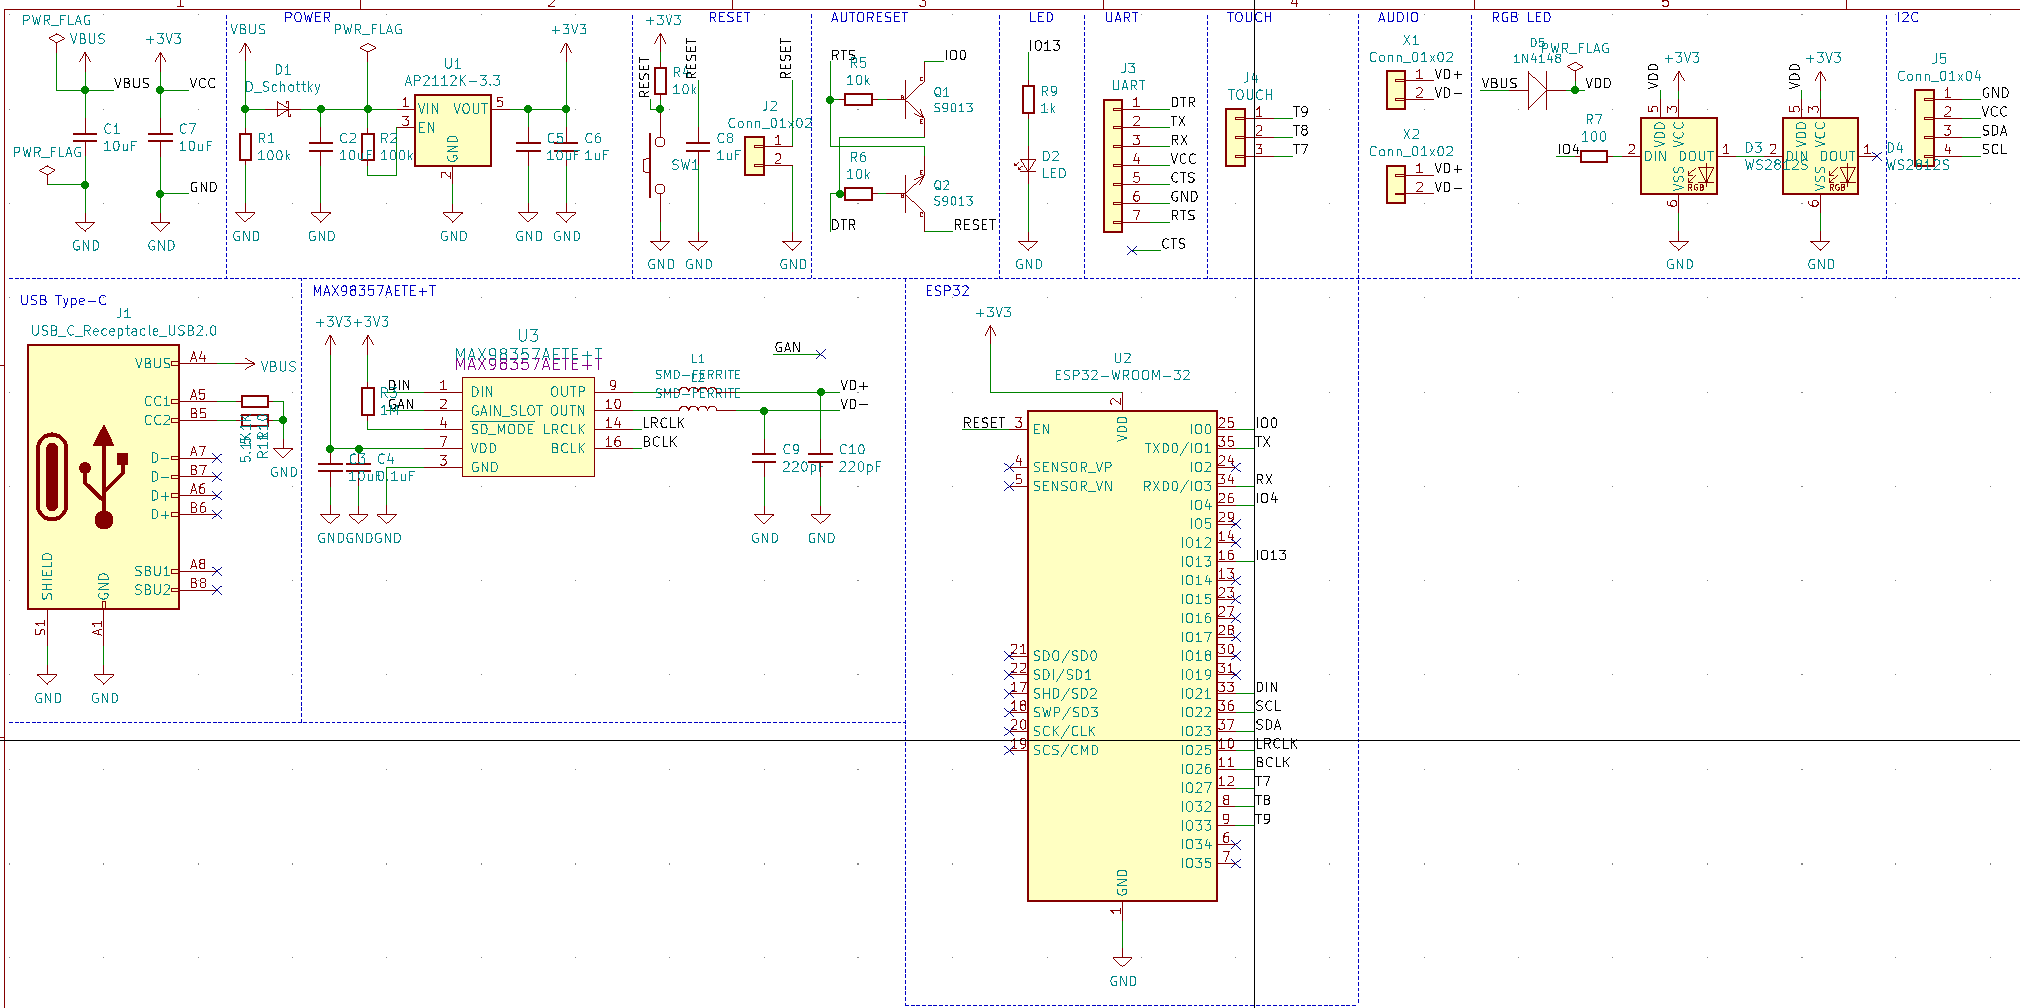 1
2
3
4
5
PWR_FLAG
VBUS
+3V3
VBUS
VCC
C1
10uF
C7
10uF
PWR_FLAG
GND
GND
GND
POWER
VBUS
PWR_FLAG
+3V3
D1
D_Schottky
U1
AP2112K-3.3
1
VIN
VOUT
5
3
EN
GND
2
R1
100k
C2
10uF
R2
100k
C5
10uF
C6
1uF
GND
GND
GND
GND
GND
RESET
+3V3
RESET
R4
10k
RESET
RESET
J2
Conn_01x02
1
2
SW1
C8
1uF
GND
GND
GND
AUTORESET
RTS
R5
10k
IO0
Q1
S9013
R6
10k
Q2
S9013
DTR
RESET
LED
IO13
R9
1k
D2
LED
GND
UART
J3
UART
1
DTR
2
TX
3
RX
4
VCC
5
CTS
6
GND
7
RTS
CTS
TOUCH
J4
TOUCH
1
T9
2
T8
3
T7
AUDIO
X1
Conn_01x02
1
VD+
2
VD-
X2
Conn_01x02
1
VD+
2
VD-
RGB LED
D5
1N4148
PWR_FLAG
VBUS
VDD
R7
100
IO4
VDD
+3V3
5
3
VDD
VCC
2
DIN
DOUT
1
VSS
RGB
6
D3
WS2812S
GND
VDD
+3V3
5
3
VDD
VCC
2
DIN
DOUT
1
VSS
RGB
6
D4
WS2812S
GND
I2C
J5
Conn_01x04
1
GND
2
VCC
3
SDA
4
SCL
USB Type-C
J1
USB_C_Receptacle_USB2.0
VBUS
A4
VBUS
CC1
A5
CC2
B5
5.1K
GND
D-
A7
D-
B7
D+
A6
D+
B6
SBU1
A8
SBU2
B8
SHIELD
GND
S1
A1
GND
GND
MAX98357AETE+T
+3V3
+3V3
U3
MAX98357AETE+T
MAX98357AETE+T
DIN
1
DIN
GAN
2
GAIN_SLOT
4
SD_MODE
7
VDD
3
GND
OUTP
9
OUTN
10
LRCLK
14
LRCLK
BCLK
16
BCLK
1M
C3
10uF
C4
0.1uF
GND
GND
GND
L1
SMD-FERRITE
L2
SMD-FERRITE
GAN
VD+
VD-
C9
220pF
C10
220pF
GND
GND
ESP32
+3V3
U2
ESP32-WROOM-32
2
VDD
RESET
3
EN
4
SENSOR_VP
5
SENSOR_VN
21
SDO/SD0
22
SDI/SD1
17
SHD/SD2
18
SWP/SD3
20
SCK/CLK
19
SCS/CMD
IO0
25
IO0
TXD0/IO1
35
TX
IO2
24
RXD0/IO3
34
RX
IO4
26
IO4
IO5
29
IO12
14
IO13
16
IO13
IO14
13
IO15
23
IO16
27
IO17
28
IO18
30
IO19
31
IO21
33
DIN
IO22
36
SCL
IO23
37
SDA
IO25
10
LRCLK
IO26
11
BCLK
IO27
12
T7
IO32
8
T8
IO33
9
T9
IO34
6
IO35
7
GND
1
GND